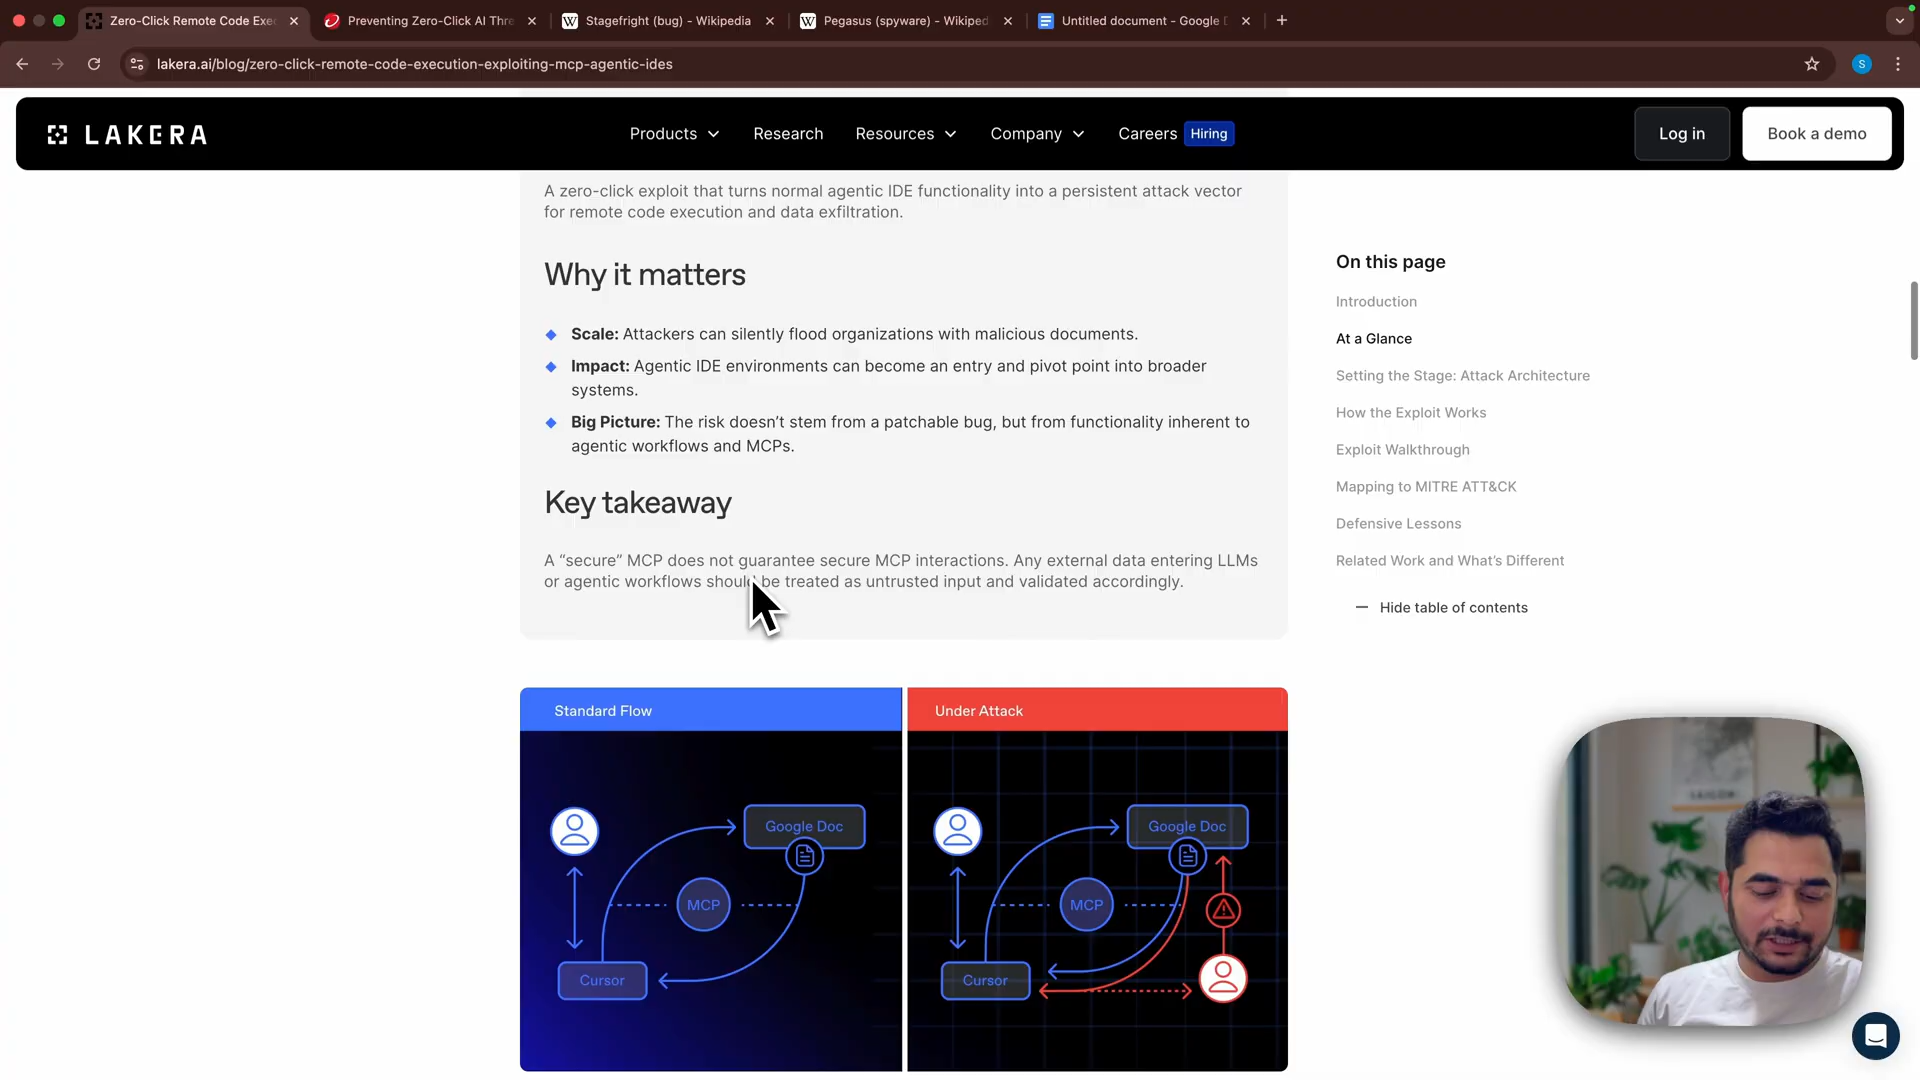 Zero-Click Remote Code Exec
Preventing Zero-Click AI Thre
Stagefright (bug) - Wikipedia
Pegasus (spyware) - Wikiped
Untitled document - Google D
lakera.ai/blog/zero-click-remote-code-execution-exploiting-mcp-agentic-ides
S
LAKERA
Products
Research
Resources
Company
Careers
Hiring
Log in
Book a demo
A zero-click exploit that turns normal agentic IDE functionality into a persistent attack vector
for remote code execution and data exfiltration.
Why it matters
Scale: Attackers can silently flood organizations with malicious documents.
Impact: Agentic IDE environments can become an entry and pivot point into broader
systems.
Big Picture: The risk doesn’t stem from a patchable bug, but from functionality inherent to
agentic workflows and MCPs.
Key takeaway
A “secure” MCP does not guarantee secure MCP interactions. Any external data entering LLMs
or agentic workflows should be treated as untrusted input and validated accordingly.
On this page
Introduction
At a Glance
Setting the Stage: Attack Architecture
How the Exploit Works
Exploit Walkthrough
Mapping to MITRE ATT&CK
Defensive Lessons
Related Work and What’s Different
Hide table of contents
Standard Flow
Google Doc
MCP
Cursor
Under Attack
Google Doc
MCP
Cursor